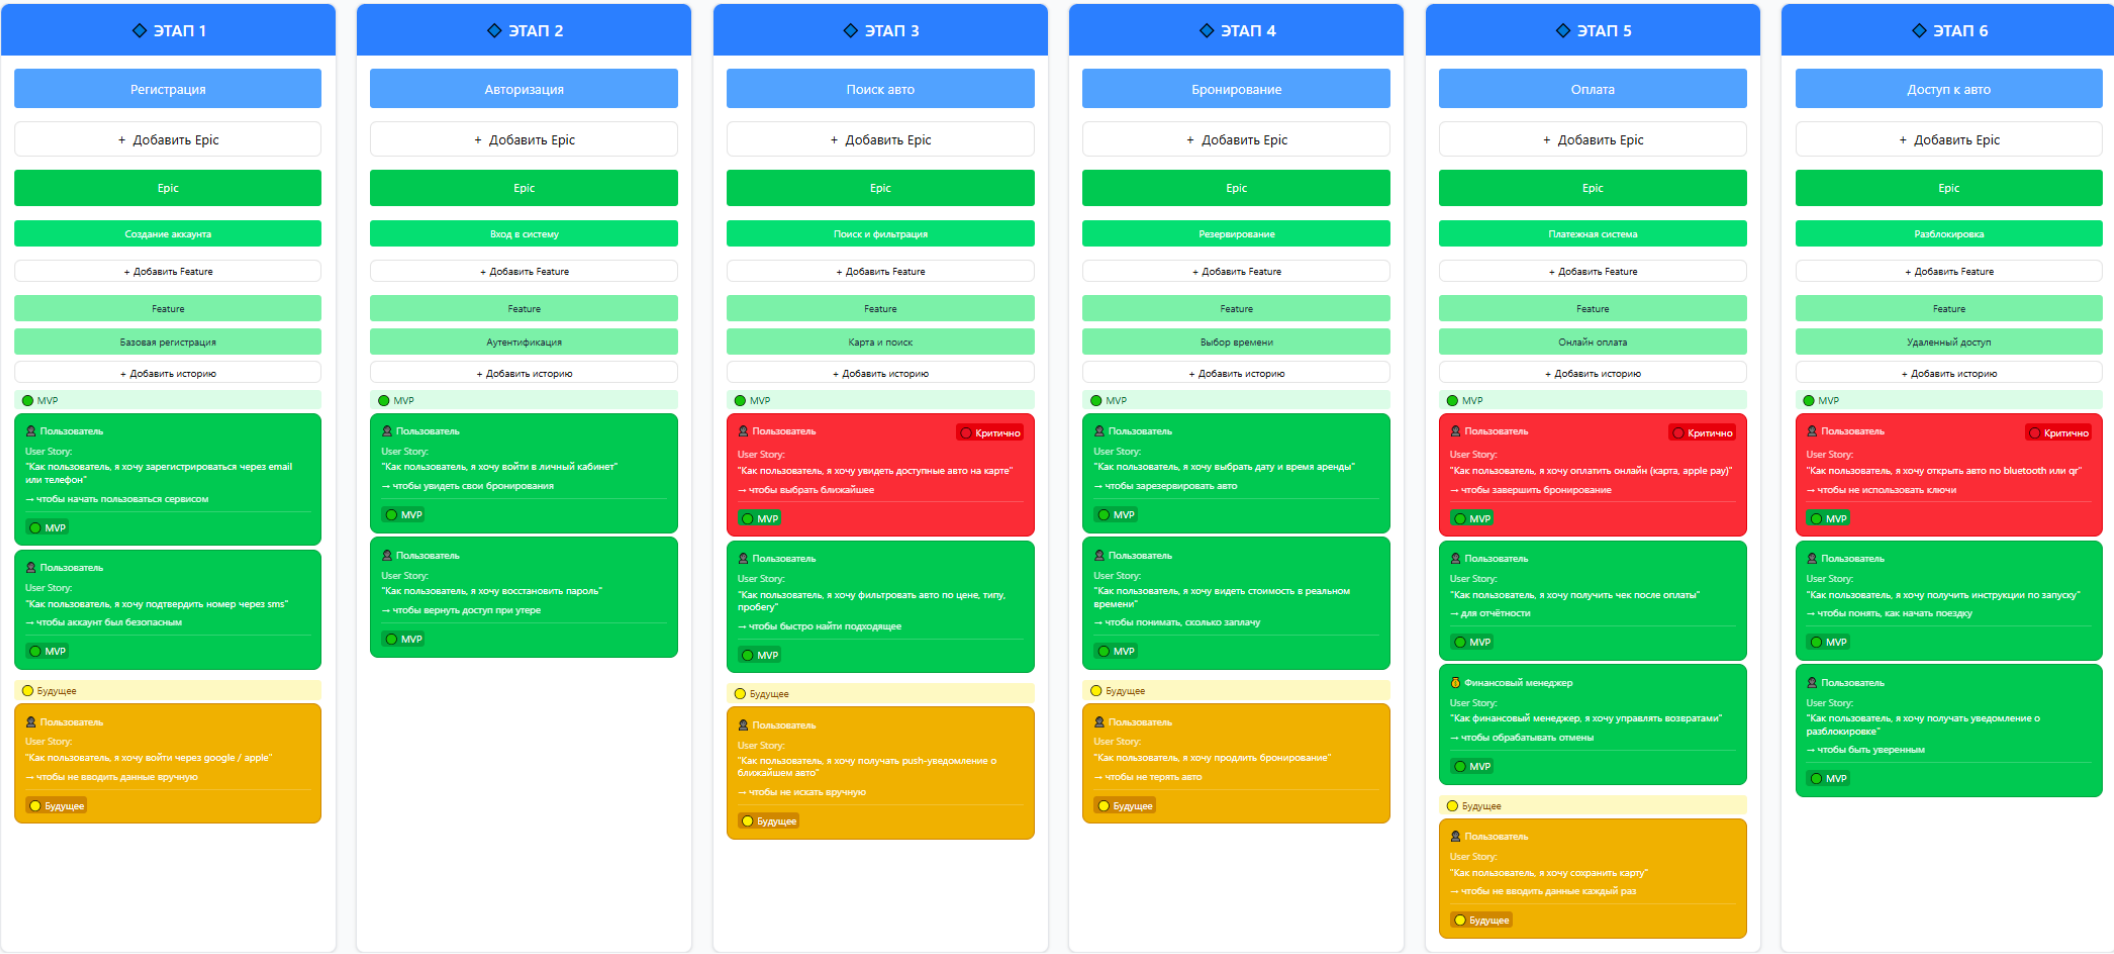 ЭТАП 1
Регистрация
+ Добавить Epic
Epic
Создание аккаунта
+ Добавить Feature
Feature
Базовая регистрация
+ Добавить историю
MVP
Пользователь
User Story:
"Как пользователь, я хочу зарегистрироваться через email
или телефон"
→ чтобы начать пользоваться сервисом
MVP
Пользователь
User Story:
"Как пользователь, я хочу подтвердить номер через sms"
→ чтобы аккаунт был безопасным
MVP
Будущее
Пользователь
User Story:
"Как пользователь, я хочу войти через google / apple"
→ чтобы не вводить данные вручную
Будущее
ЭТАП 2
Авторизация
+ Добавить Epic
Epic
Вход в систему
+ Добавить Feature
Feature
Аутентификация
+ Добавить историю
MVP
Пользователь
User Story:
"Как пользователь, я хочу войти в личный кабинет"
→ чтобы увидеть свои бронирования
MVP
Пользователь
User Story:
"Как пользователь, я хочу восстановить пароль"
→ чтобы вернуть доступ при утере
MVP
ЭТАП 3
Поиск авто
+ Добавить Epic
Epic
Поиск и фильтрация
+ Добавить Feature
Feature
Карта и поиск
+ Добавить историю
MVP
Пользователь
Критично
User Story:
"Как пользователь, я хочу увидеть доступные авто на карте"
→ чтобы выбрать ближайшее
MVP
Пользователь
User Story:
"Как пользователь, я хочу фильтровать авто по цене, типу,
пробегу"
→ чтобы быстро найти подходящее
MVP
Будущее
Пользователь
User Story:
"Как пользователь, я хочу получать push-уведомление о
ближайшем авто"
→ чтобы не искать вручную
Будущее
ЭТАП 4
Бронирование
+ Добавить Epic
Epic
Резервирование
+ Добавить Feature
Feature
Выбор времени
+ Добавить историю
MVP
Пользователь
User Story:
"Как пользователь, я хочу выбрать дату и время аренды"
→ чтобы зарезервировать авто
MVP
Пользователь
User Story:
"Как пользователь, я хочу видеть стоимость в реальном
времени"
→ чтобы понимать, сколько заплачу
MVP
Будущее
Пользователь
User Story:
"Как пользователь, я хочу продлить бронирование"
→ чтобы не терять авто
Будущее
ЭТАП 5
Оплата
+ Добавить Epic
Epic
Платежная система
+ Добавить Feature
Feature
Онлайн оплата
+ Добавить историю
MVP
Пользователь
Критично
User Story:
"Как пользователь, я хочу оплатить онлайн (карта, apple pay)"
→ чтобы завершить бронирование
MVP
Пользователь
User Story:
"Как пользователь, я хочу получить чек после оплаты"
→ для отчётности
MVP
Финансовый менеджер
User Story:
"Как финансовый менеджер, я хочу управлять возвратами"
→ чтобы обрабатывать отмены
MVP
Будущее
Пользователь
User Story:
"Как пользователь, я хочу сохранить карту"
→ чтобы не вводить данные каждый раз
Будущее
ЭТАП 6
Доступ к авто
+ Добавить Epic
Epic
Разблокировка
+ Добавить Feature
Feature
Удаленный доступ
+ Добавить историю
MVP
Пользователь
Критично
User Story:
"Как пользователь, я хочу открыть авто по bluetooth или qr"
→ чтобы не использовать ключи
MVP
Пользователь
User Story:
"Как пользователь, я хочу получить инструкции по запуску"
→ чтобы понять, как начать поездку
MVP
Пользователь
User Story:
"Как пользователь, я хочу получать уведомление о
разблокировке"
→ чтобы быть уверенным
MVP